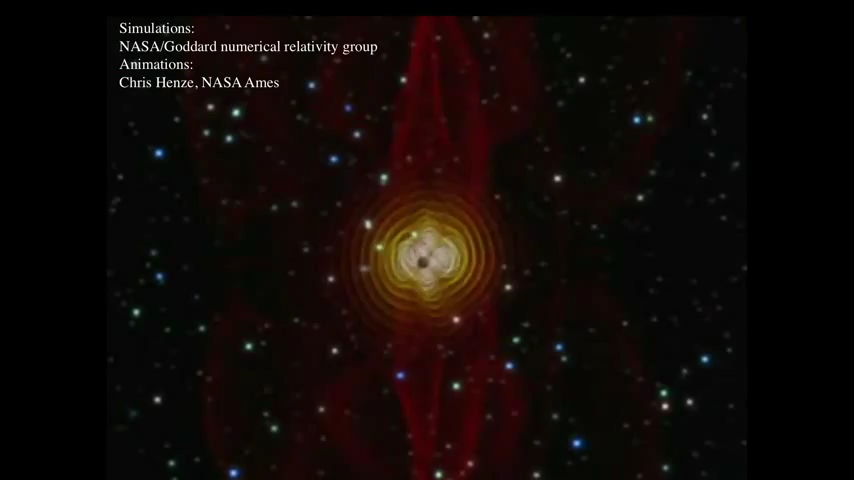 Simulations:
NASA/Goddard numerical relativity group
Animations:
Chris Henze, NASA Ames